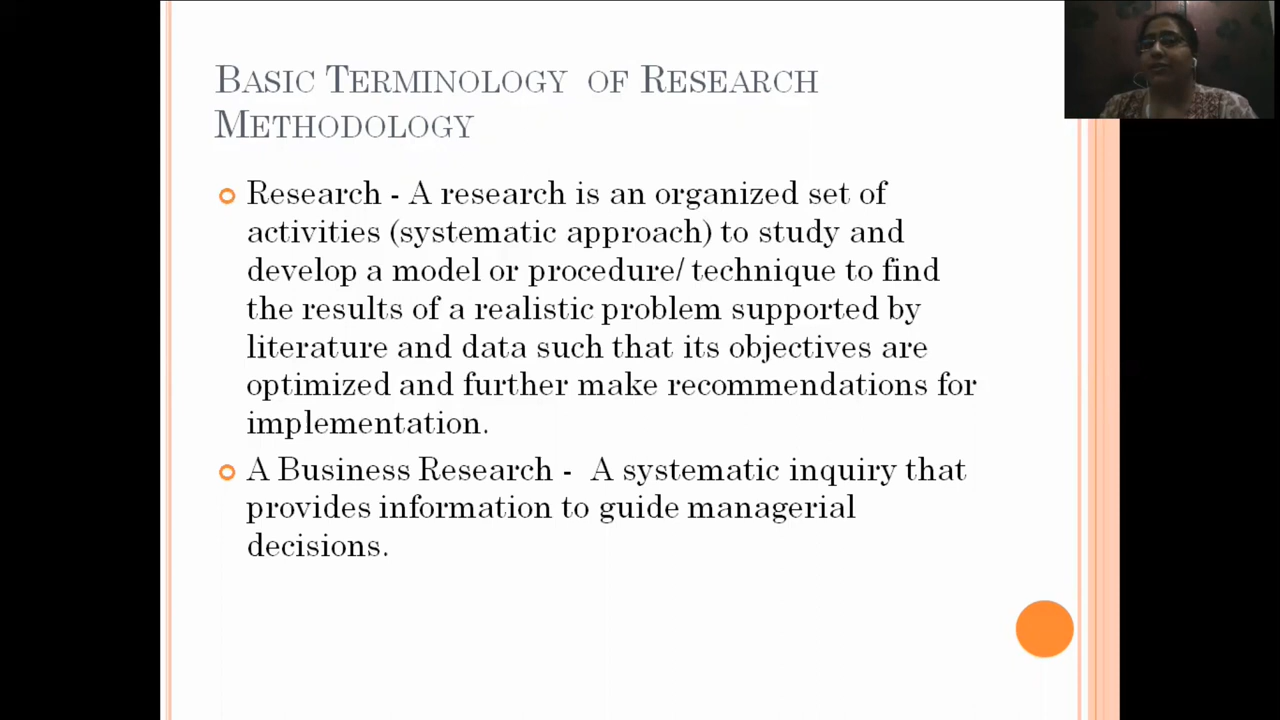 BASIC TERMINOLOGY OF RESEARCH
METHODOLOGY
Research - A research is an organized set of
activities (systematic approach) to study and
develop a model or procedure/ technique to find
the results of a realistic problem supported by
literature and data such that its objectives are
optimized and further make recommendations for
implementation.
A Business Research - A systematic inquiry that
provides information to guide managerial
decisions.